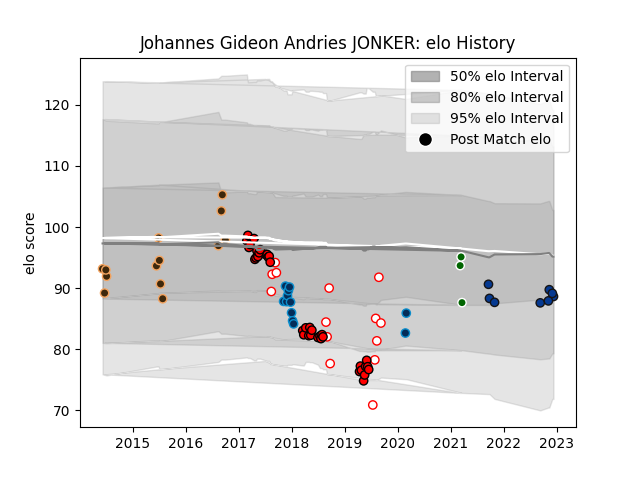 Johannes Gideon Andries JONKER: elo History
50% elo Interval
80% elo Interval
95% elo Interval
Post Match elo
elo score
120
110
100
90
80
70
2015 2016 2017 2018 2019 2020 2021 2022 2023